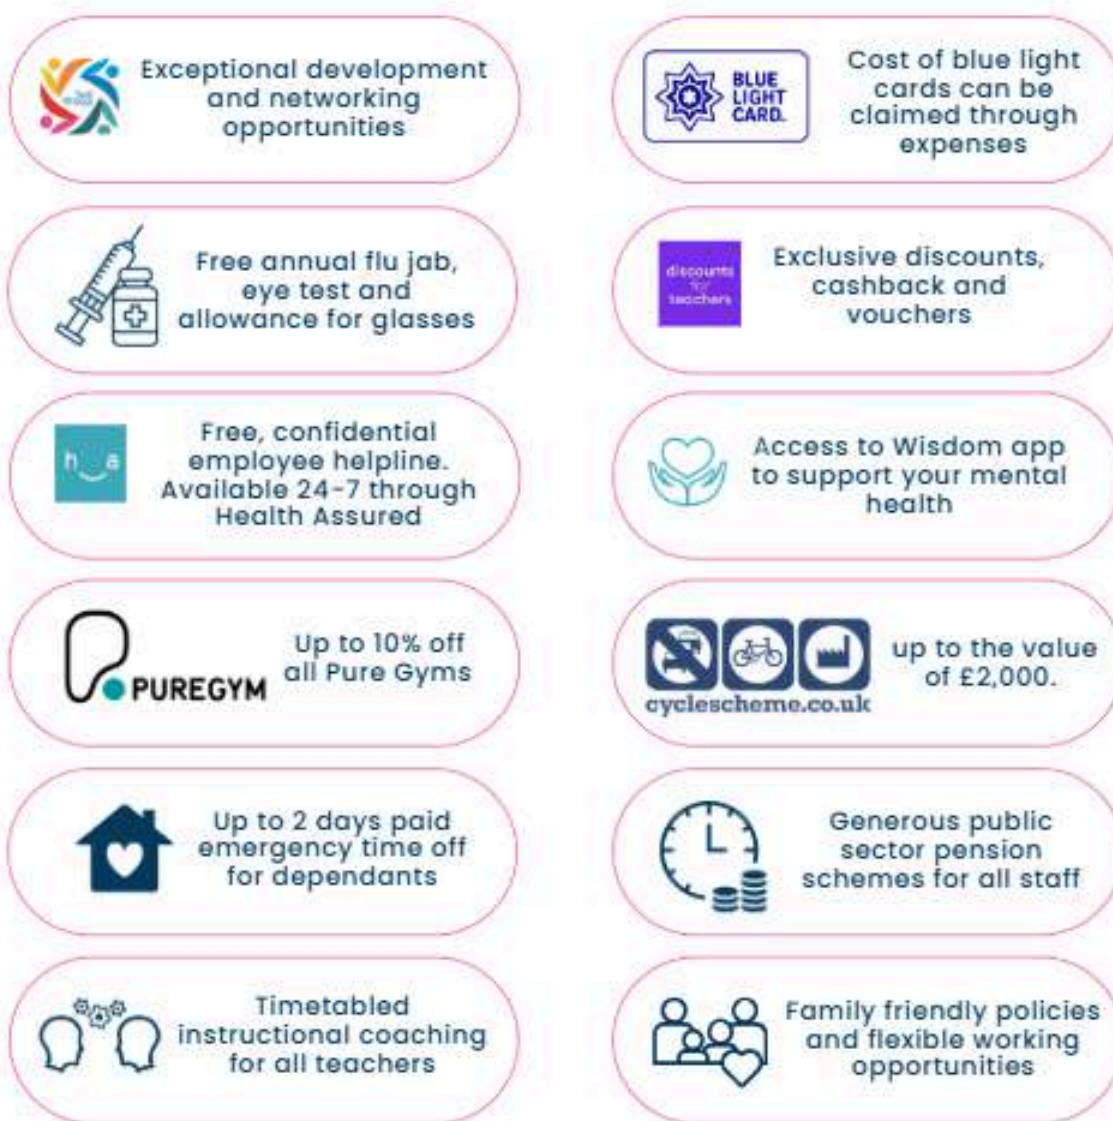 Exceptional development
and networking
opportunities
BLUE
LIGHT
CARD.
Cost of blue light
cards can be
claimed through
expenses
Free annual flu jab,
eye test and
allowance for glasses
discounts
for
teachers
Exclusive discounts,
cashback and
vouchers
h a
Free, confidential
employee helpline.
Available 24-7 through
Health Assured
Access to Wisdom app
to support your mental
health
PUREGYM
Up to 10% off
all Pure Gyms
cyclescheme.co.uk
up to the value
of £2,000.
Up to 2 days paid
emergency time off
for dependants
Generous public
sector pension
schemes for all staff
Timetabled
instructional coaching
for all teachers
Family friendly policies
and flexible working
opportunities